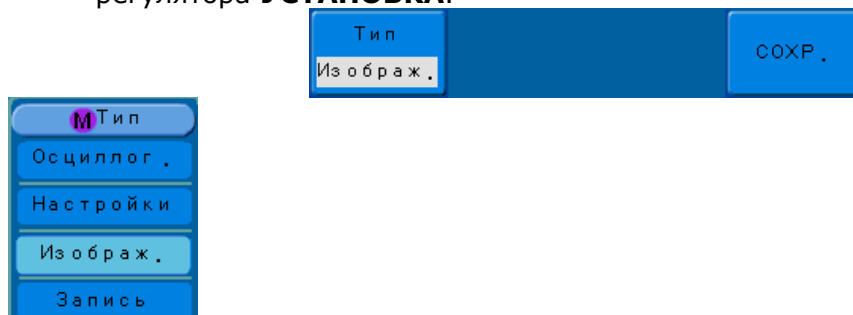 регулятора УСТАНОВКА.
Тип
Изображ.
СОХР.
М Тип
Осциллог.
Настройки
Изображ.
Запись